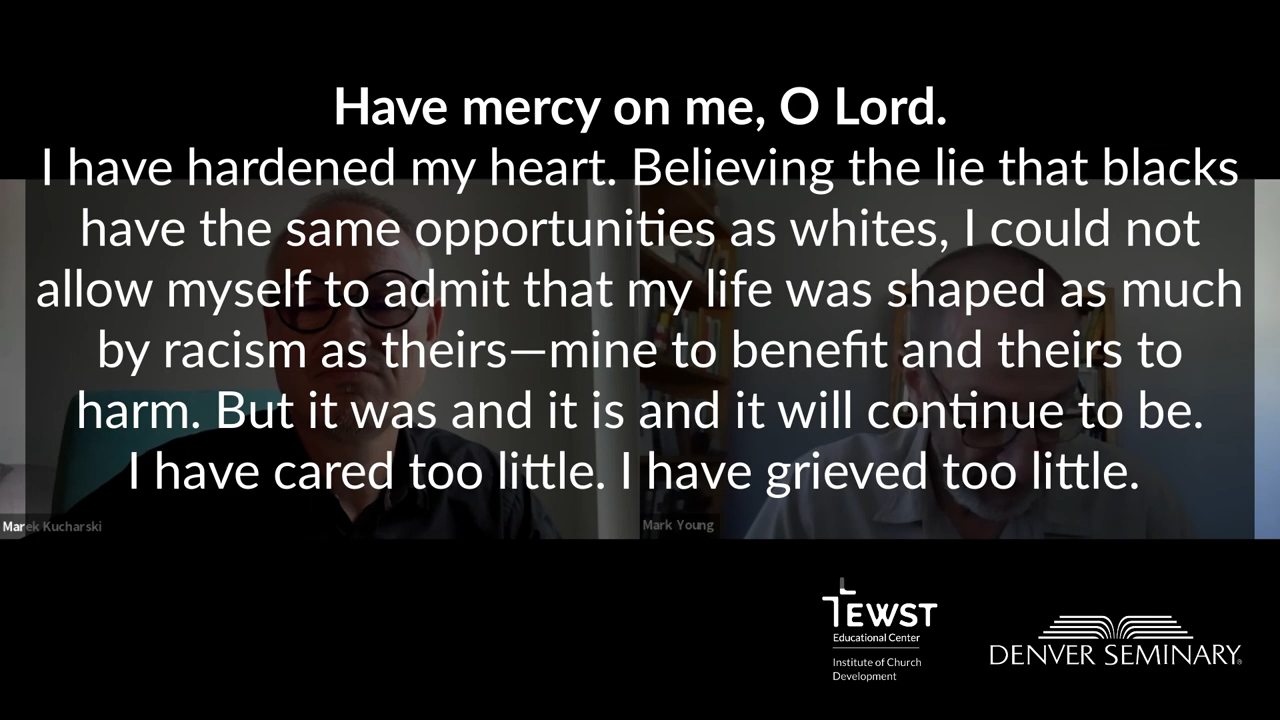 Have mercy on me, O Lord.
I have hardened my heart. Believing the lie that blacks
have the same opportunities as whites, I could not
allow myself to admit that my life was shaped as much
by racism as theirs—mine to benefit and theirs to
harm. But it was and it is and it will continue to be.
I have cared too little. I have grieved too little.
Marek Kucharski
Mark Young
EWST
Educational Center
Institute of Church
Development
DENVER SEMINARY®